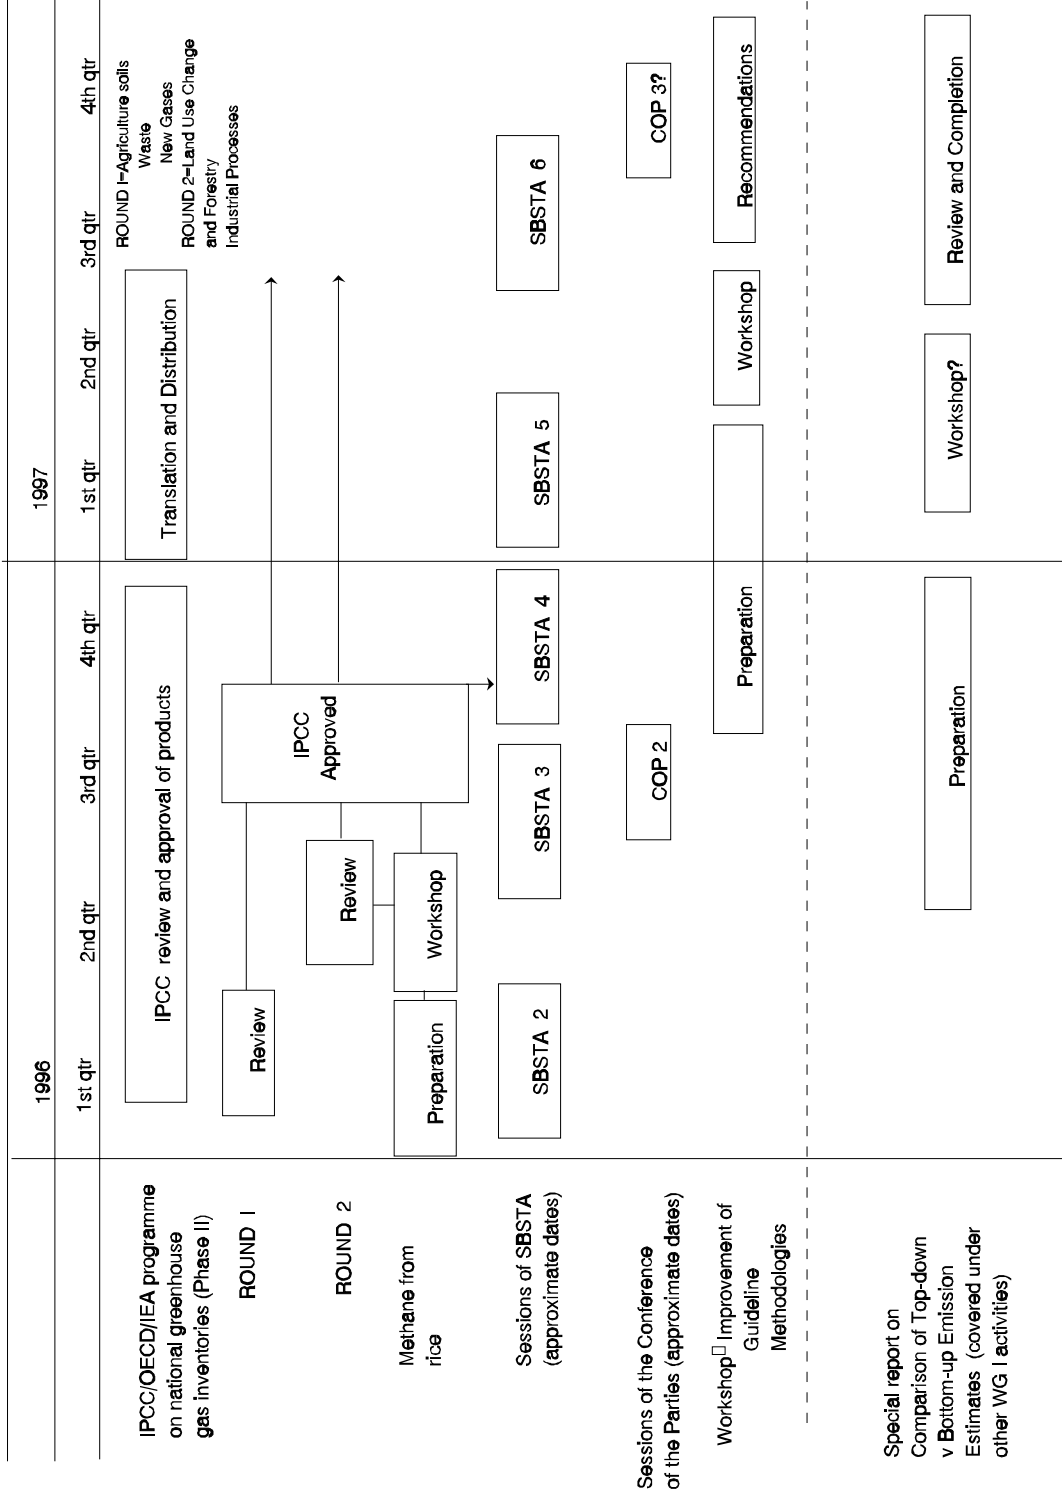 1996
1997
1st qtr
2nd qtr
3rd qtr
4th qtr
1st qtr
2nd qtr
3rd qtr
4th qtr
IPCC/OECD/IEA programme
on national greenhouse
gas inventories (Phase II)
IPCC review and approval of products
Translation and Distribution
ROUND I=Agriculture soils
Waste
New Gases
ROUND 2=Land Use Change
and Forestry
Industrial Processes
ROUND I
Review
IPCC
Approved
ROUND 2
Review
Methane from
rice
Preparation
Workshop
Sessions of SBSTA
(approximate dates)
SBSTA 2
SBSTA 3
SBSTA 4
SBSTA 5
SBSTA 6
Sessions of the Conference
of the Parties (approximate dates)
COP 2
COP 3?
Workshop Improvement of
Guideline
Methodologies
Preparation
Workshop
Recommendations
Special report on
Comparison of Top-down
v Bottom-up Emission
Estimates (covered under
other WG I activities)
Preparation
Workshop?
Review and Completion